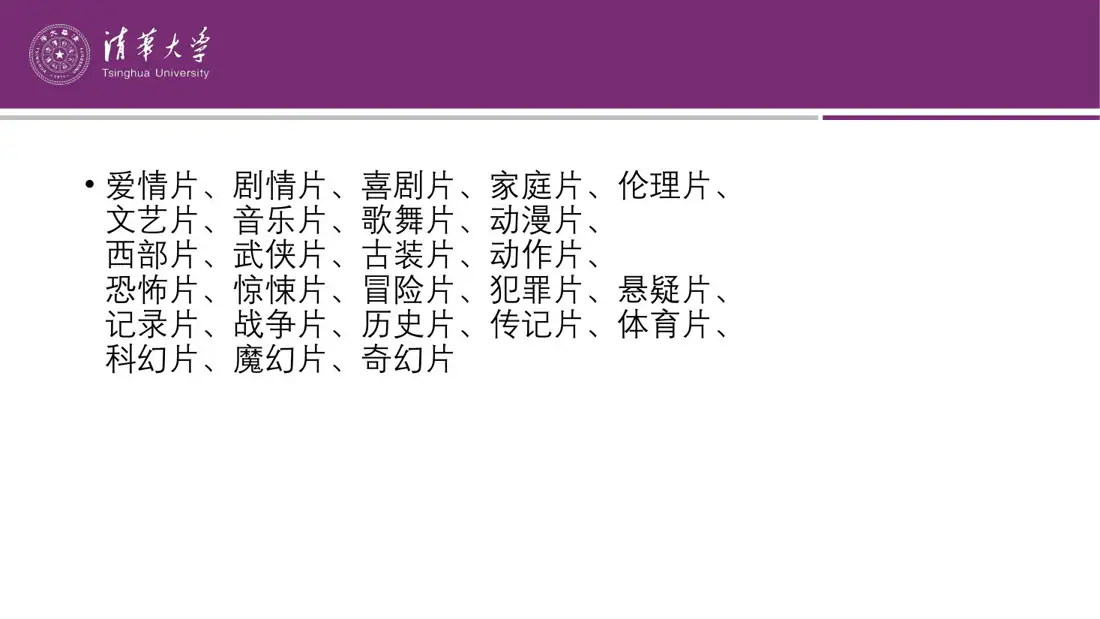 清華大学
Tsinghua University
• 爱情片、剧情片、喜剧片、家庭片、伦理片、
文艺片、音乐片、歌舞片、动漫片、
西部片、武侠片、古装片、动作片、
恐怖片、惊悚片、冒险片、犯罪片、悬疑片、
记录片、战争片、历史片、传记片、体育片、
科幻片、魔幻片、奇幻片